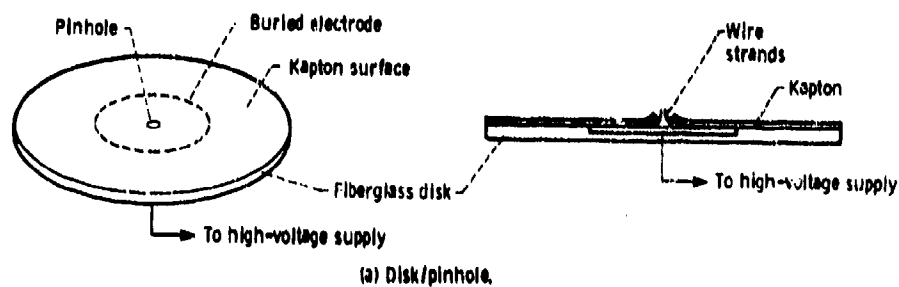 Pinhole
Buried electrode
Kapton surface
Wire
strands
Kapton
Fiberglass disk
To high-voltage supply
To high-voltage supply
(a) Disk/pinhole.